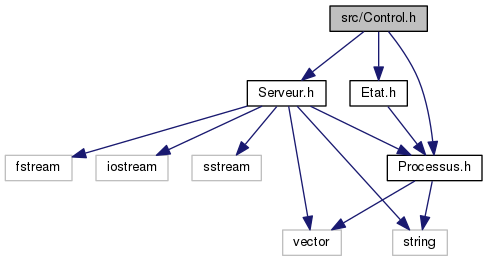 src/Control.h
Serveur.h
Etat.h
fstream
iostream
sstream
Processus.h
vector
string